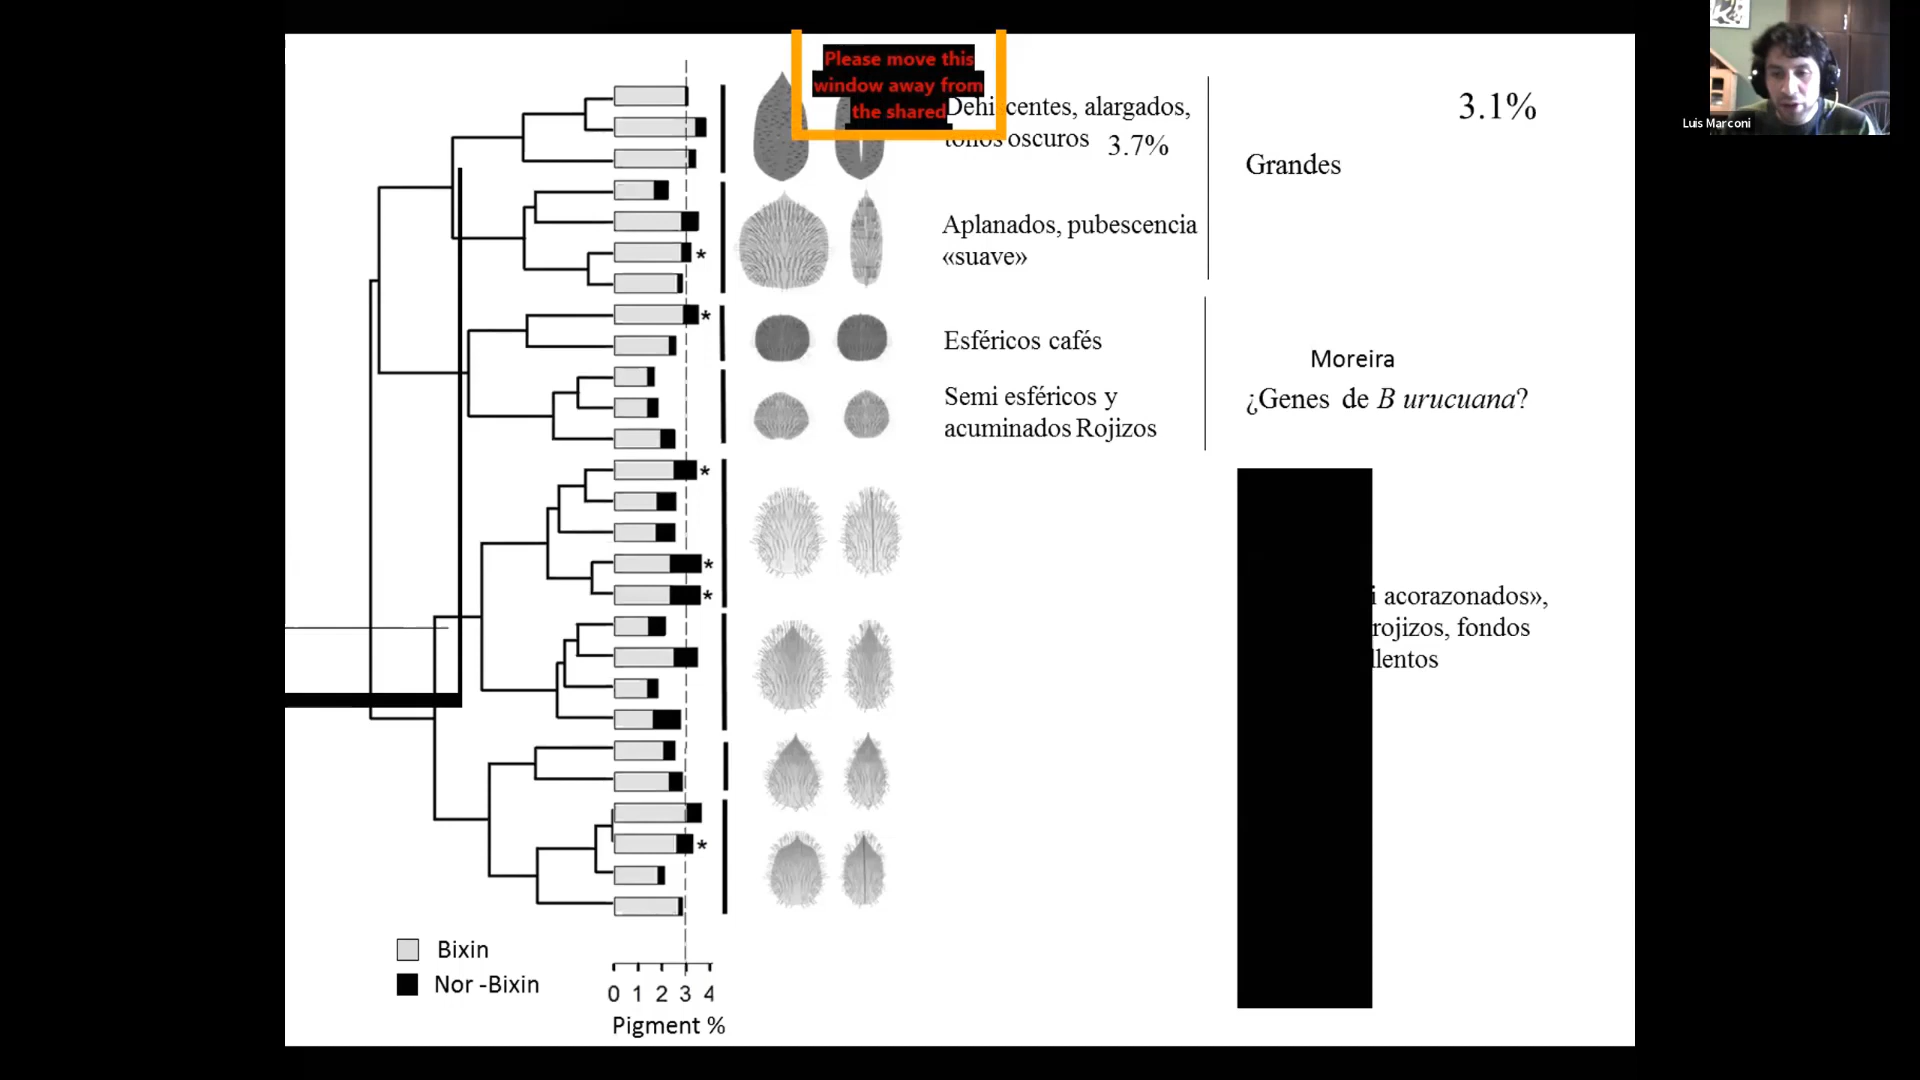 Please move this
window away from
the shared
Luis Marconi
Dehiscentes, alargados,
tonos oscuros 3.7%
3.1%
Grandes
Aplanados, pubescencia
«suave»
*
*
Esféricos cafés
Moreira
¿Genes de B urucuana?
Semi esféricos y
acuminados Rojizos
*
*
*
i acorazonados»,
rojizos, fondos
llentos
*
Bixin
Nor -Bixin
0 1 2 3 4
Pigment %